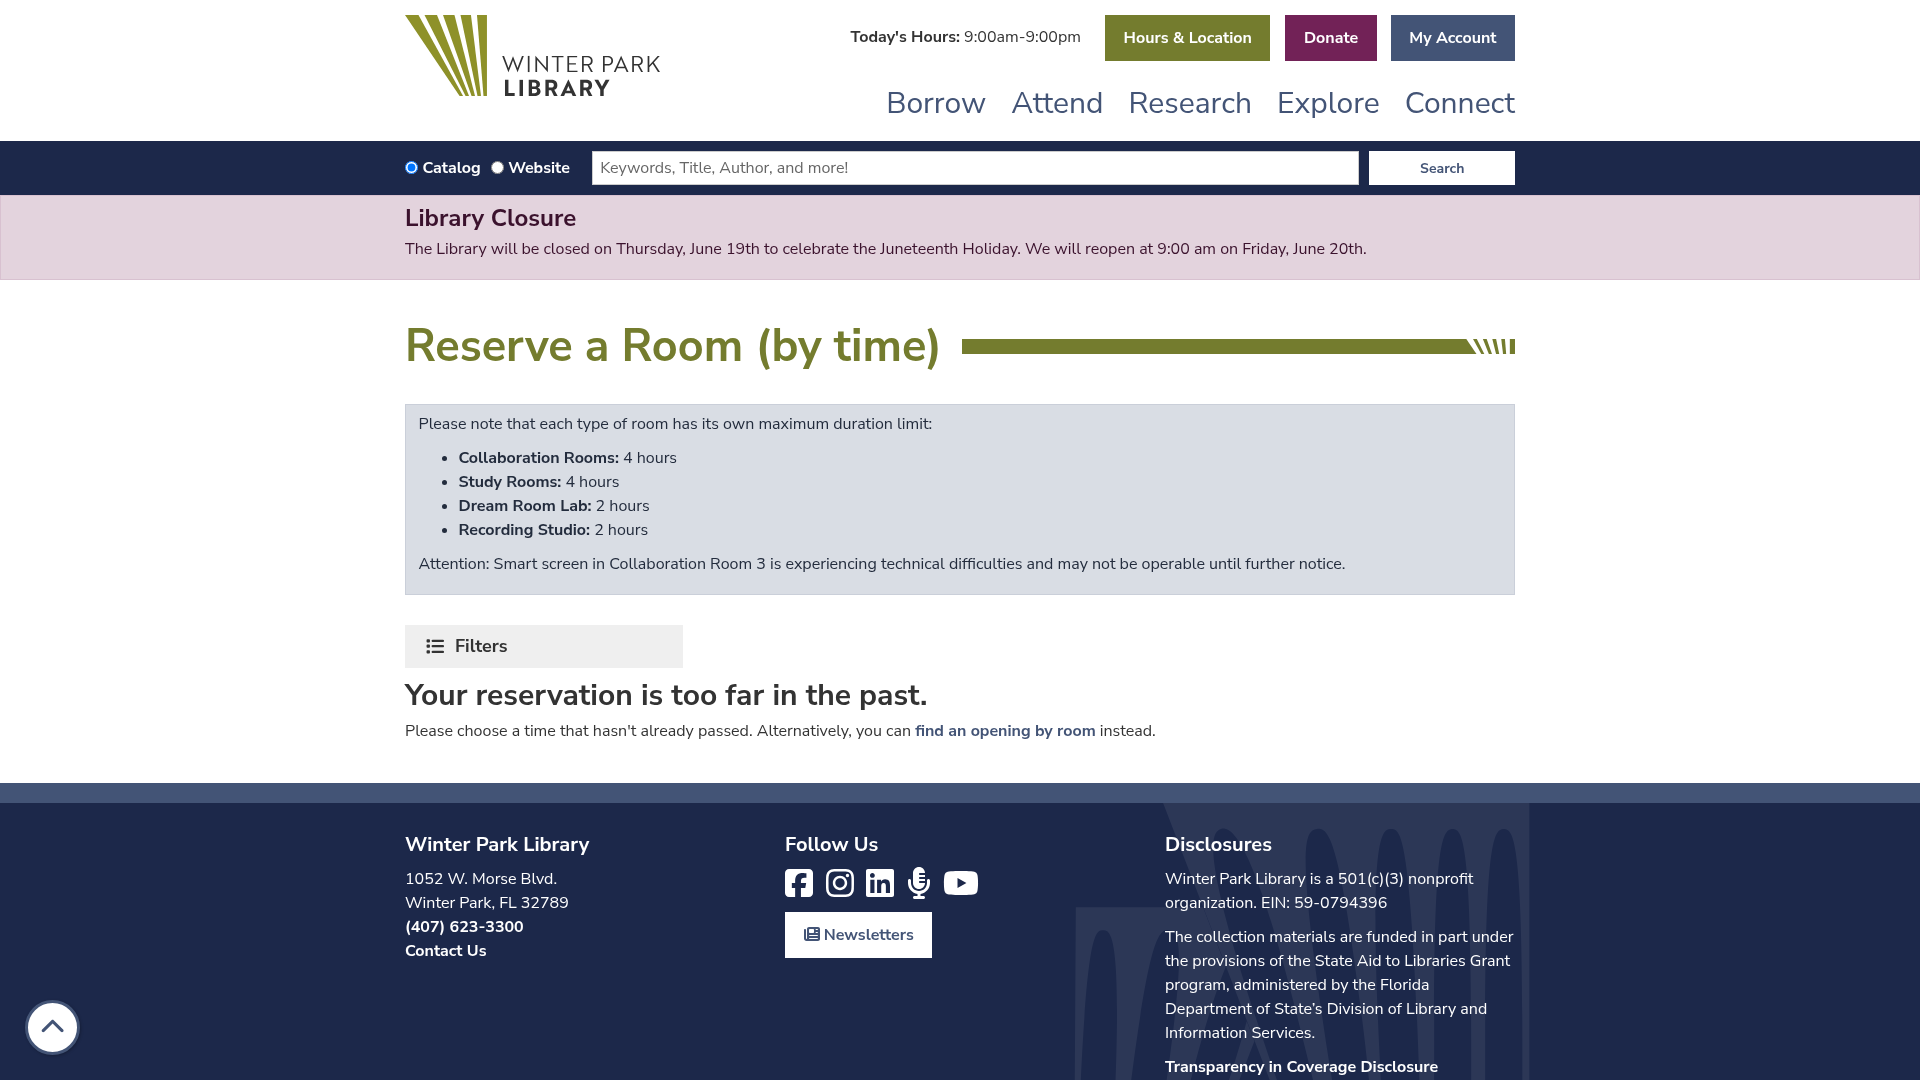 WINTER PARK
LIBRARY
Today's Hours: 9:00am-9:00pm
Hours & Location
Donate
My Account
Borrow
Attend
Research
Explore
Connect
Catalog
Website
Keywords, Title, Author, and more!
Search
Library Closure
The Library will be closed on Thursday, June 19th to celebrate the Juneteenth Holiday. We will reopen at 9:00 am on Friday, June 20th.
Reserve a Room (by time)
Please note that each type of room has its own maximum duration limit:
• Collaboration Rooms: 4 hours
• Study Rooms: 4 hours
• Dream Room Lab: 2 hours
• Recording Studio: 2 hours
Attention: Smart screen in Collaboration Room 3 is experiencing technical difficulties and may not be operable until further notice.
Filters
Your reservation is too far in the past.
Please choose a time that hasn't already passed. Alternatively, you can find an opening by room instead.
Winter Park Library
1052 W. Morse Blvd.
Winter Park, FL 32789
(407) 623-3300
Contact Us
Follow Us
Newsletters
Disclosures
Winter Park Library is a 501(c)(3) nonprofit
organization. EIN: 59-0794396
The collection materials are funded in part under
the provisions of the State Aid to Libraries Grant
program, administered by the Florida
Department of State’s Division of Library and
Information Services.
Transparency in Coverage Disclosure